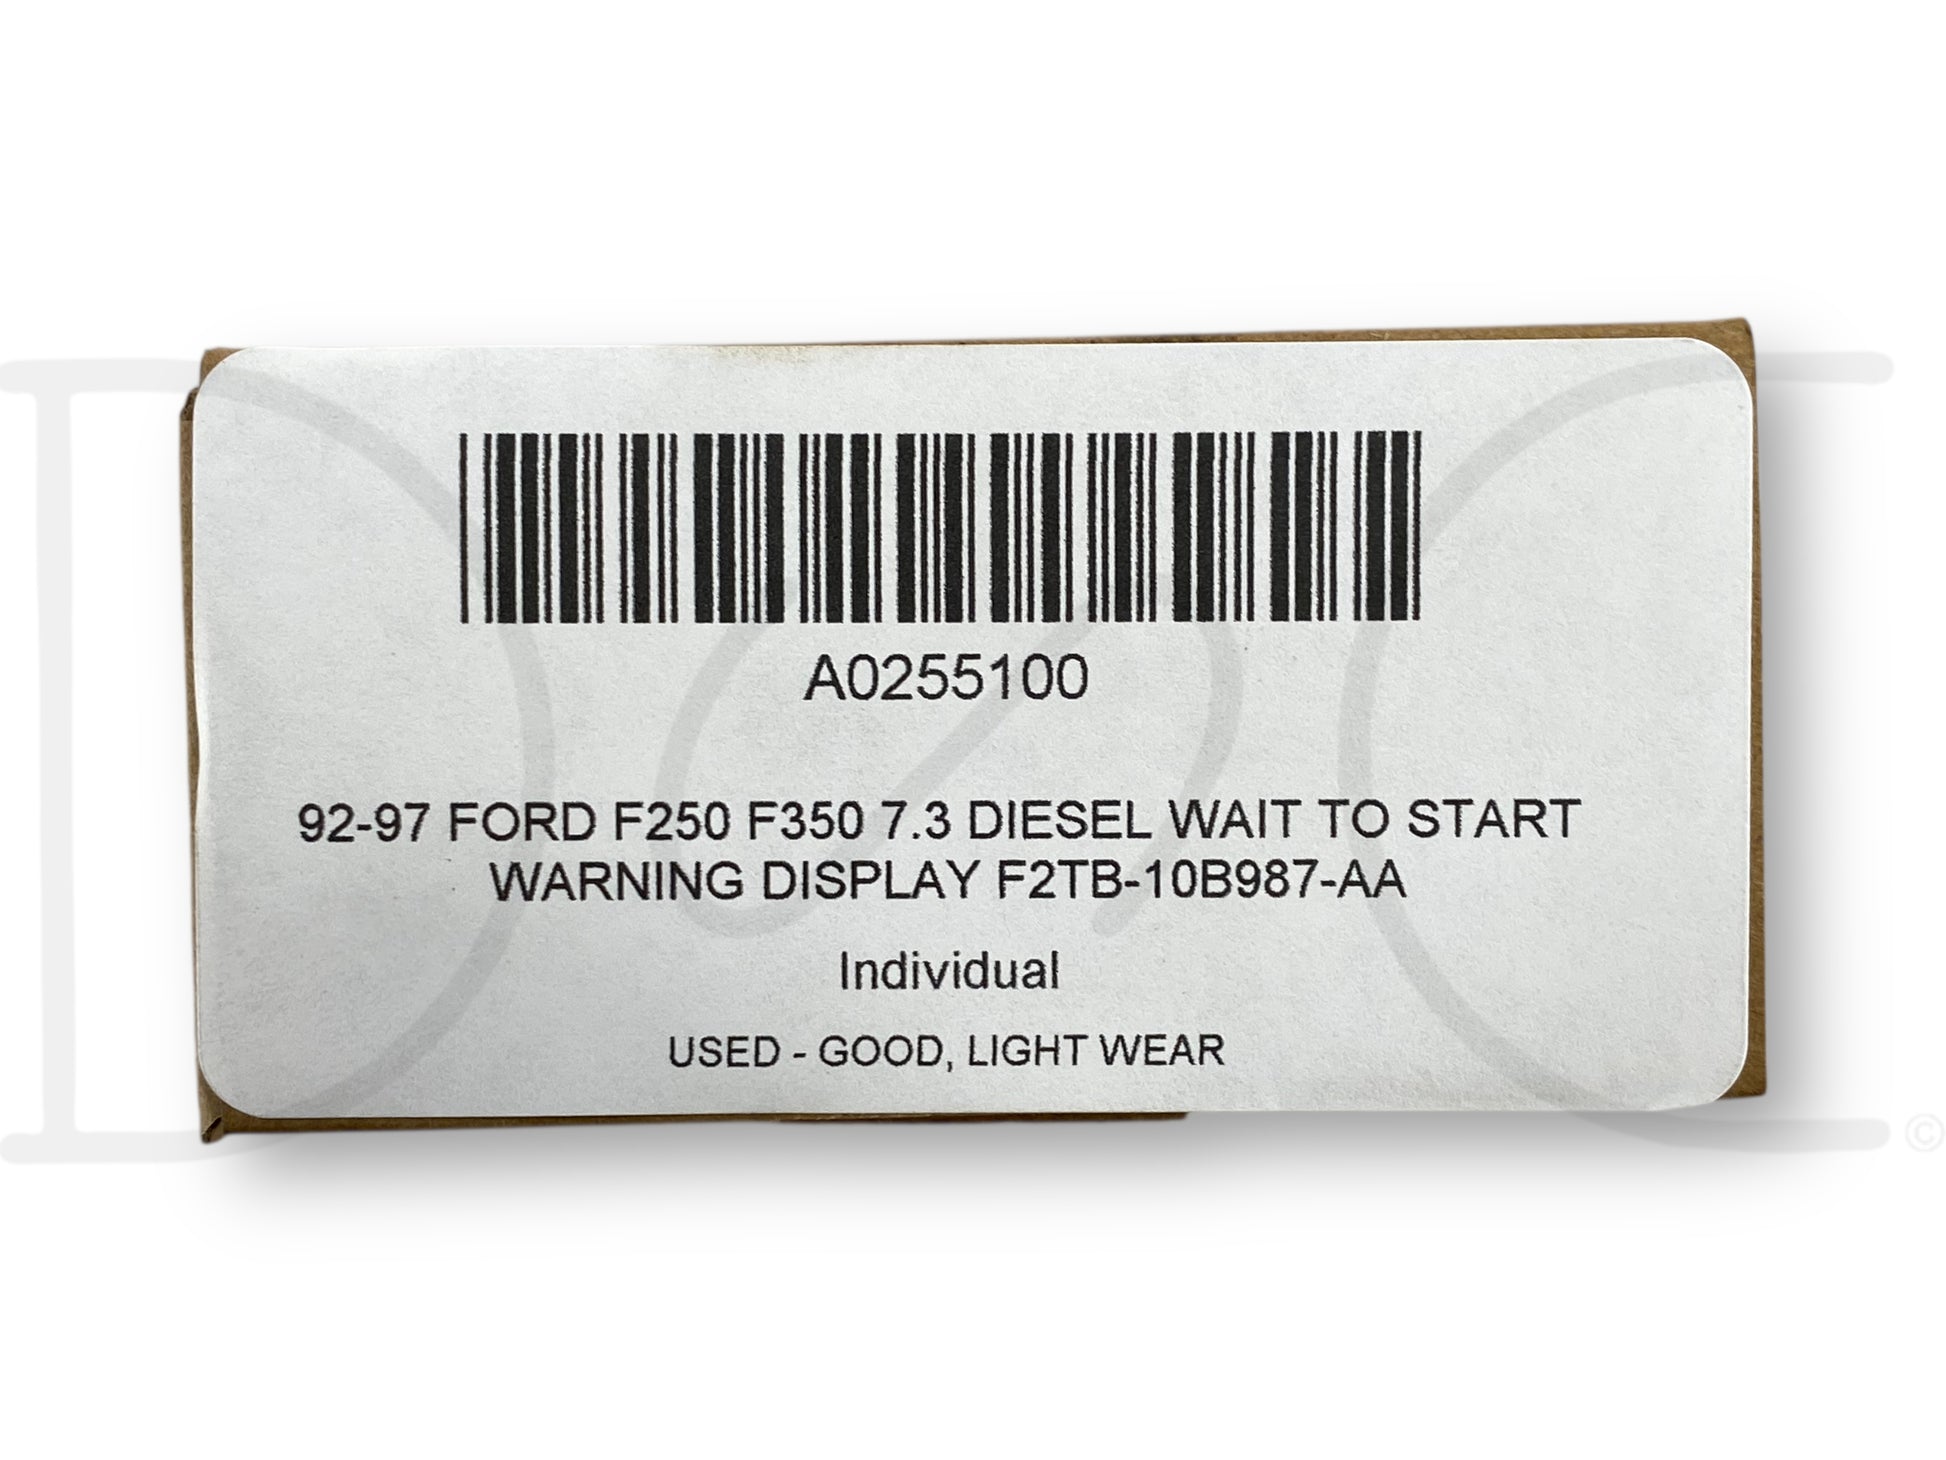 A0255100
92-97 FORD F250 F350 7.3 DIESEL WAIT TO START
WARNING DISPLAY F2TB-10B987-AA
Individual
USED - GOOD, LIGHT WEAR
©